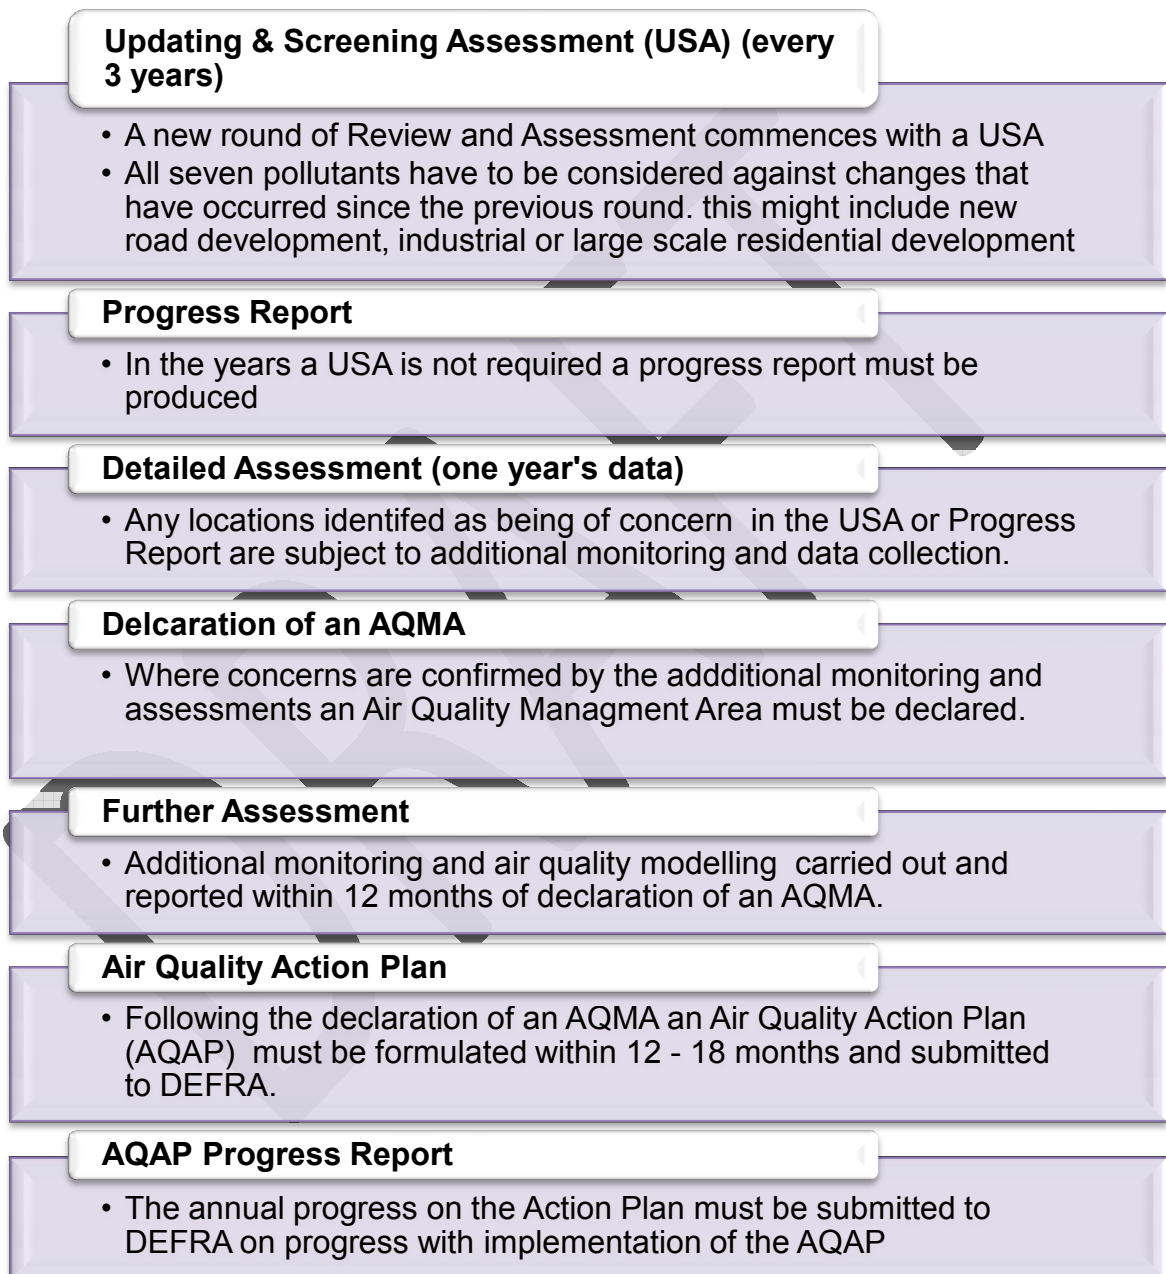 Updating & Screening Assessment (USA) (every
3 years)
• A new round of Review and Assessment commences with a USA
• All seven pollutants have to be considered against changes that
have occurred since the previous round. this might include new
road development, industrial or large scale residential development
Progress Report
• In the years a USA is not required a progress report must be
produced
Detailed Assessment (one year's data)
• Any locations identifed as being of concern in the USA or Progress
Report are subject to additional monitoring and data collection.
Delcaration of an AQMA
• Where concerns are confirmed by the addditional monitoring and
assessments an Air Quality Managment Area must be declared.
Further Assessment
• Additional monitoring and air quality modelling carried out and
reported within 12 months of declaration of an AQMA.
Air Quality Action Plan
• Following the declaration of an AQMA an Air Quality Action Plan
(AQAP) must be formulated within 12 - 18 months and submitted
to DEFRA.
AQAP Progress Report
• The annual progress on the Action Plan must be submitted to
DEFRA on progress with implementation of the AQAP
DRAFT